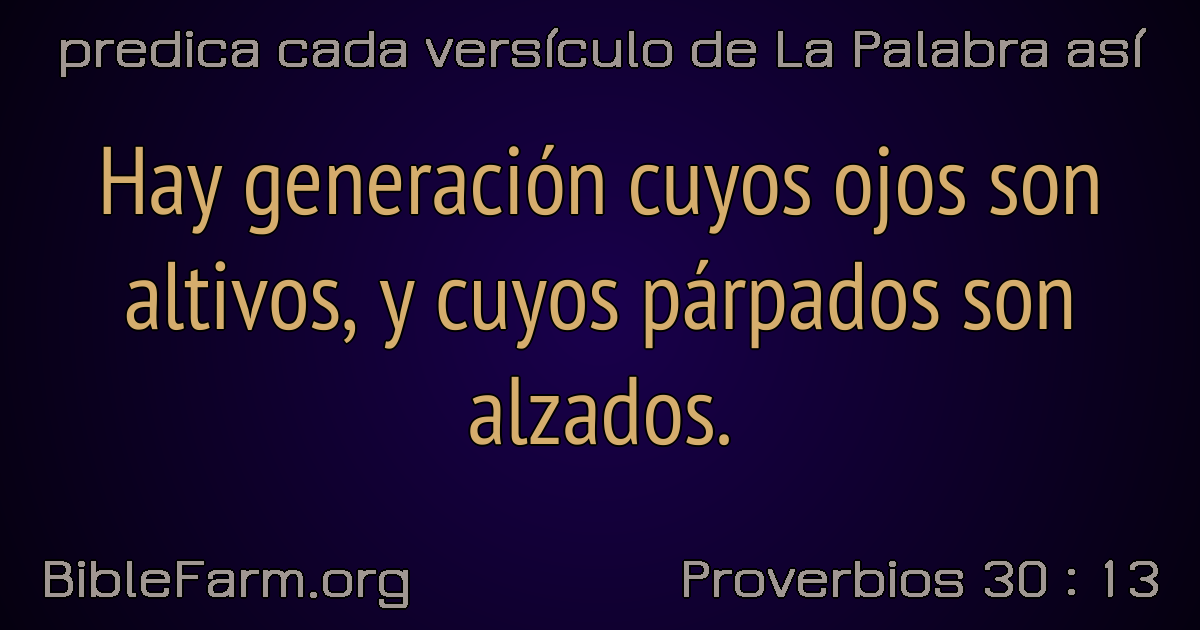 predica cada versículo de La Palabra así
Hay generación cuyos ojos son
altivos, y cuyos párpados son
alzados.
BibleFarm.org
Proverbios 30 : 13